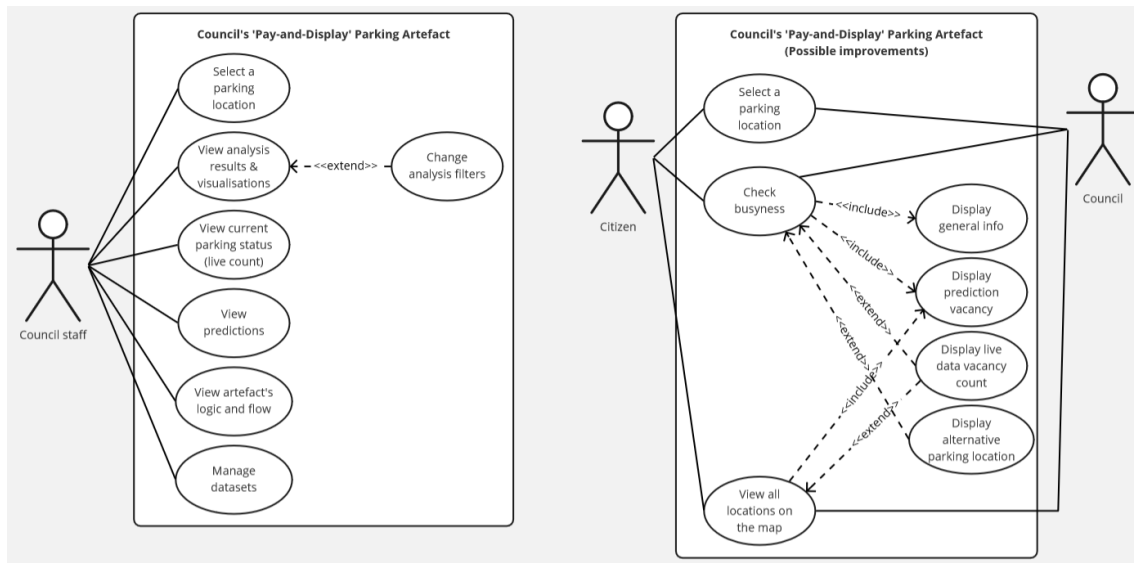 Council's 'Pay-and-Display' Parking Artefact
Select a
parking
location
View analysis
results &
visualisations
<<extend>>
Change
analysis filters
View current
parking status
(live count)
Council staff
View
predictions
View artefact's
logic and flow
Manage
datasets
Council's 'Pay-and-Display' Parking Artefact
(Possible improvements)
Select a
parking
location
Citizen
Council
Check
busyness
<<include>>
Display
general info
<<include>>
Display
prediction
vacancy
<<extend>>
<<extend>>
Display live
data vacancy
count
<<include>>
<<extend>>
Display
alternative
parking location
View all
locations on
the map